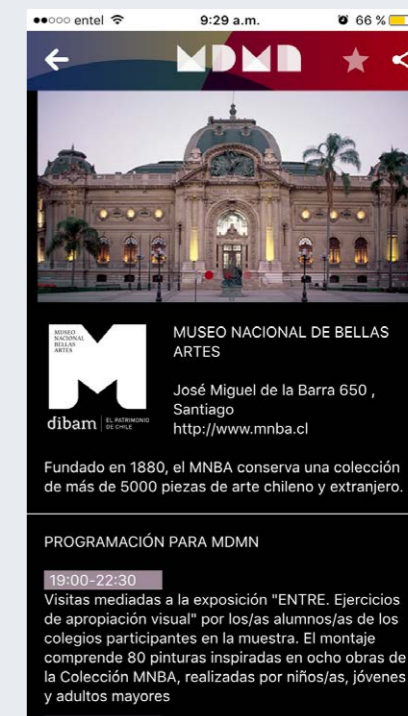 entel
9:29 a.m.
66 %
MDMN
MUSEO
NACIONAL
BELLAS
ARTES
M
dibam
EL PATRIMONIO
DE CHILE
MUSEO NACIONAL DE BELLAS
ARTES
José Miguel de la Barra 650 ,
Santiago
http://www.mnba.cl
Fundado en 1880, el MNBA conserva una colección
de más de 5000 piezas de arte chileno y extranjero.
PROGRAMACIÓN PARA MDMN
19:00-22:30
Visitas mediadas a la exposición "ENTRE. Ejercicios
de apropiación visual" por los/as alumnos/as de los
colegios participantes en la muestra. El montaje
comprende 80 pinturas inspiradas en ocho obras de
la Colección MNBA, realizadas por niños/as, jóvenes
y adultos mayores